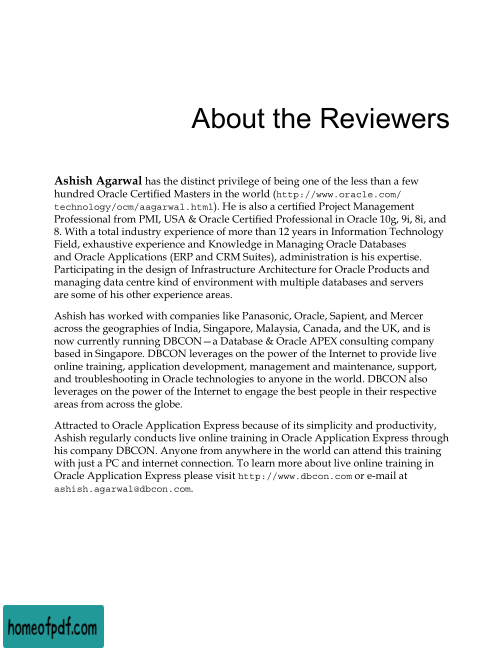 About the Reviewers
Ashish Agarwal has the distinct privilege of being one of the less than a few
hundred Oracle Certified Masters in the world (http://www.oracle.com/
technology/ocm/aagarwal.html). He is also a certified Project Management
Professional from PMI, USA & Oracle Certified Professional in Oracle 10g, 9i, 8i, and
8. With a total industry experience of more than 12 years in Information Technology
Field, exhaustive experience and Knowledge in Managing Oracle Databases
and Oracle Applications (ERP and CRM Suites), administration is his expertise.
Participating in the design of Infrastructure Architecture for Oracle Products and
managing data centre kind of environment with multiple databases and servers
are some of his other experience areas.
Ashish has worked with companies like Panasonic, Oracle, Sapient, and Mercer
across the geographies of India, Singapore, Malaysia, Canada, and the UK, and is
now currently running DBCON—a Database & Oracle APEX consulting company
based in Singapore. DBCON leverages on the power of the Internet to provide live
online training, application development, management and maintenance, support,
and troubleshooting in Oracle technologies to anyone in the world. DBCON also
leverages on the power of the Internet to engage the best people in their respective
areas from across the globe.
Attracted to Oracle Application Express because of its simplicity and productivity,
Ashish regularly conducts live online training in Oracle Application Express through
his company DBCON. Anyone from anywhere in the world can attend this training
with just a PC and internet connection. To learn more about live online training in
Oracle Application Express please visit http://www.dbcon.com or e-mail at
ashish.agarwal@dbcon.com.
homeofpdf.com